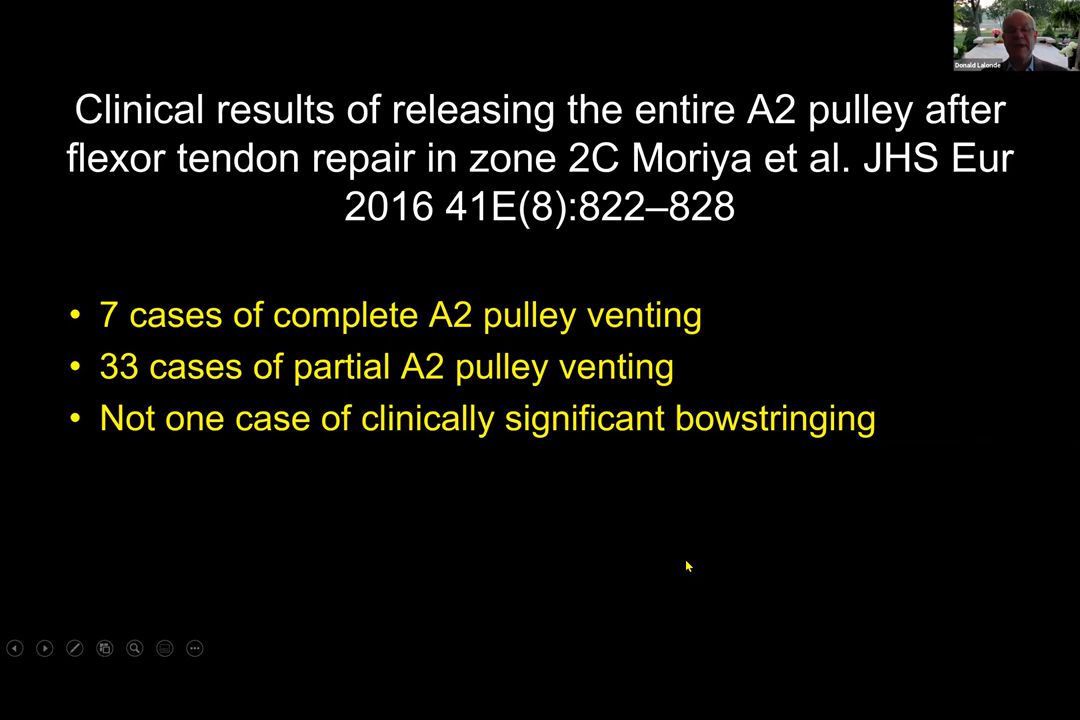 Donald Lalonde
Clinical results of releasing the entire A2 pulley after
flexor tendon repair in zone 2C Moriya et al. JHS Eur
2016 41E(8):822–828
• 7 cases of complete A2 pulley venting
• 33 cases of partial A2 pulley venting
• Not one case of clinically significant bowstringing